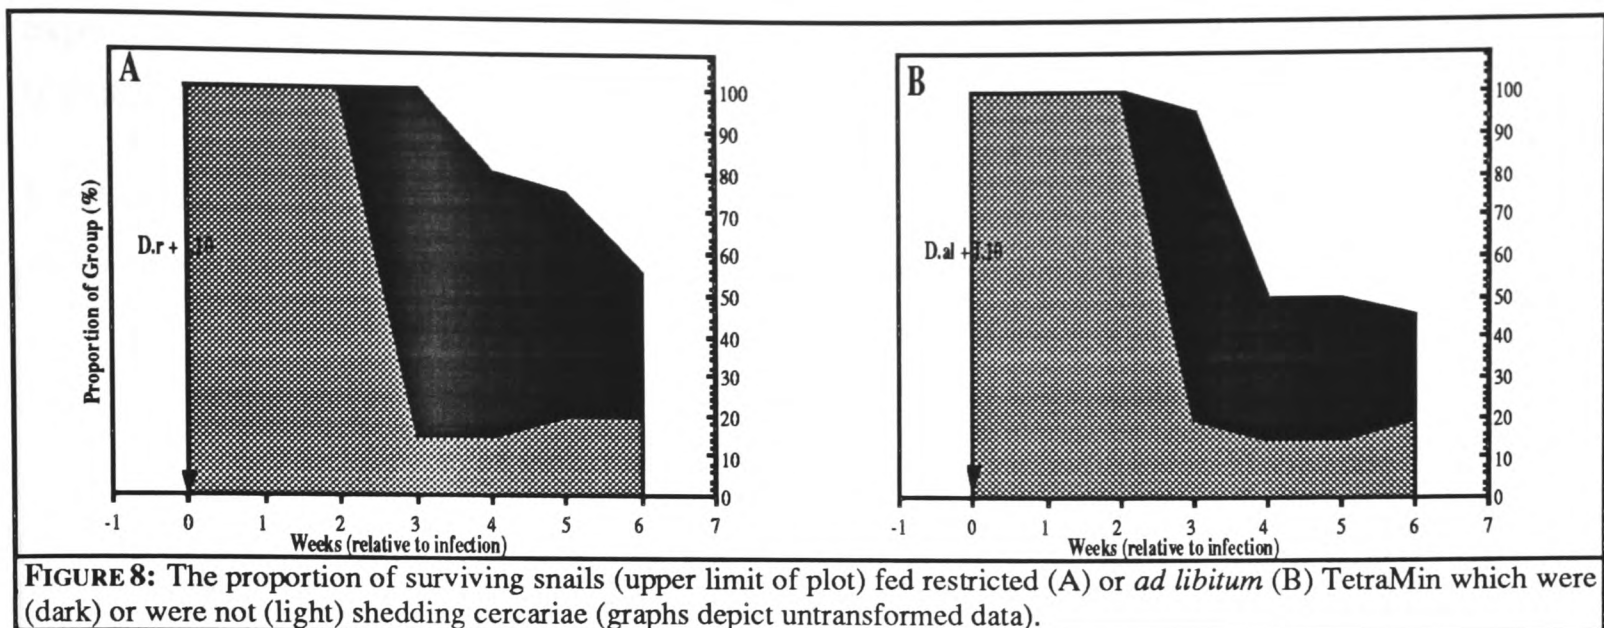 A
Proportion of Group (%)
D.r +
100
90
80
70
60
50
40
30
20
10
0
-1 0 1 2 3 4 5 6 7
Weeks (relative to infection)
B
D.al +
100
90
80
70
60
50
40
30
20
10
0
-1 0 1 2 3 4 5 6 7
Weeks (relative to infection)
FIGURE 8: The proportion of surviving snails (upper limit of plot) fed restricted (A) or ad libitum (B) TetraMin which were
(dark) or were not (light) shedding cercariae (graphs depict untransformed data).